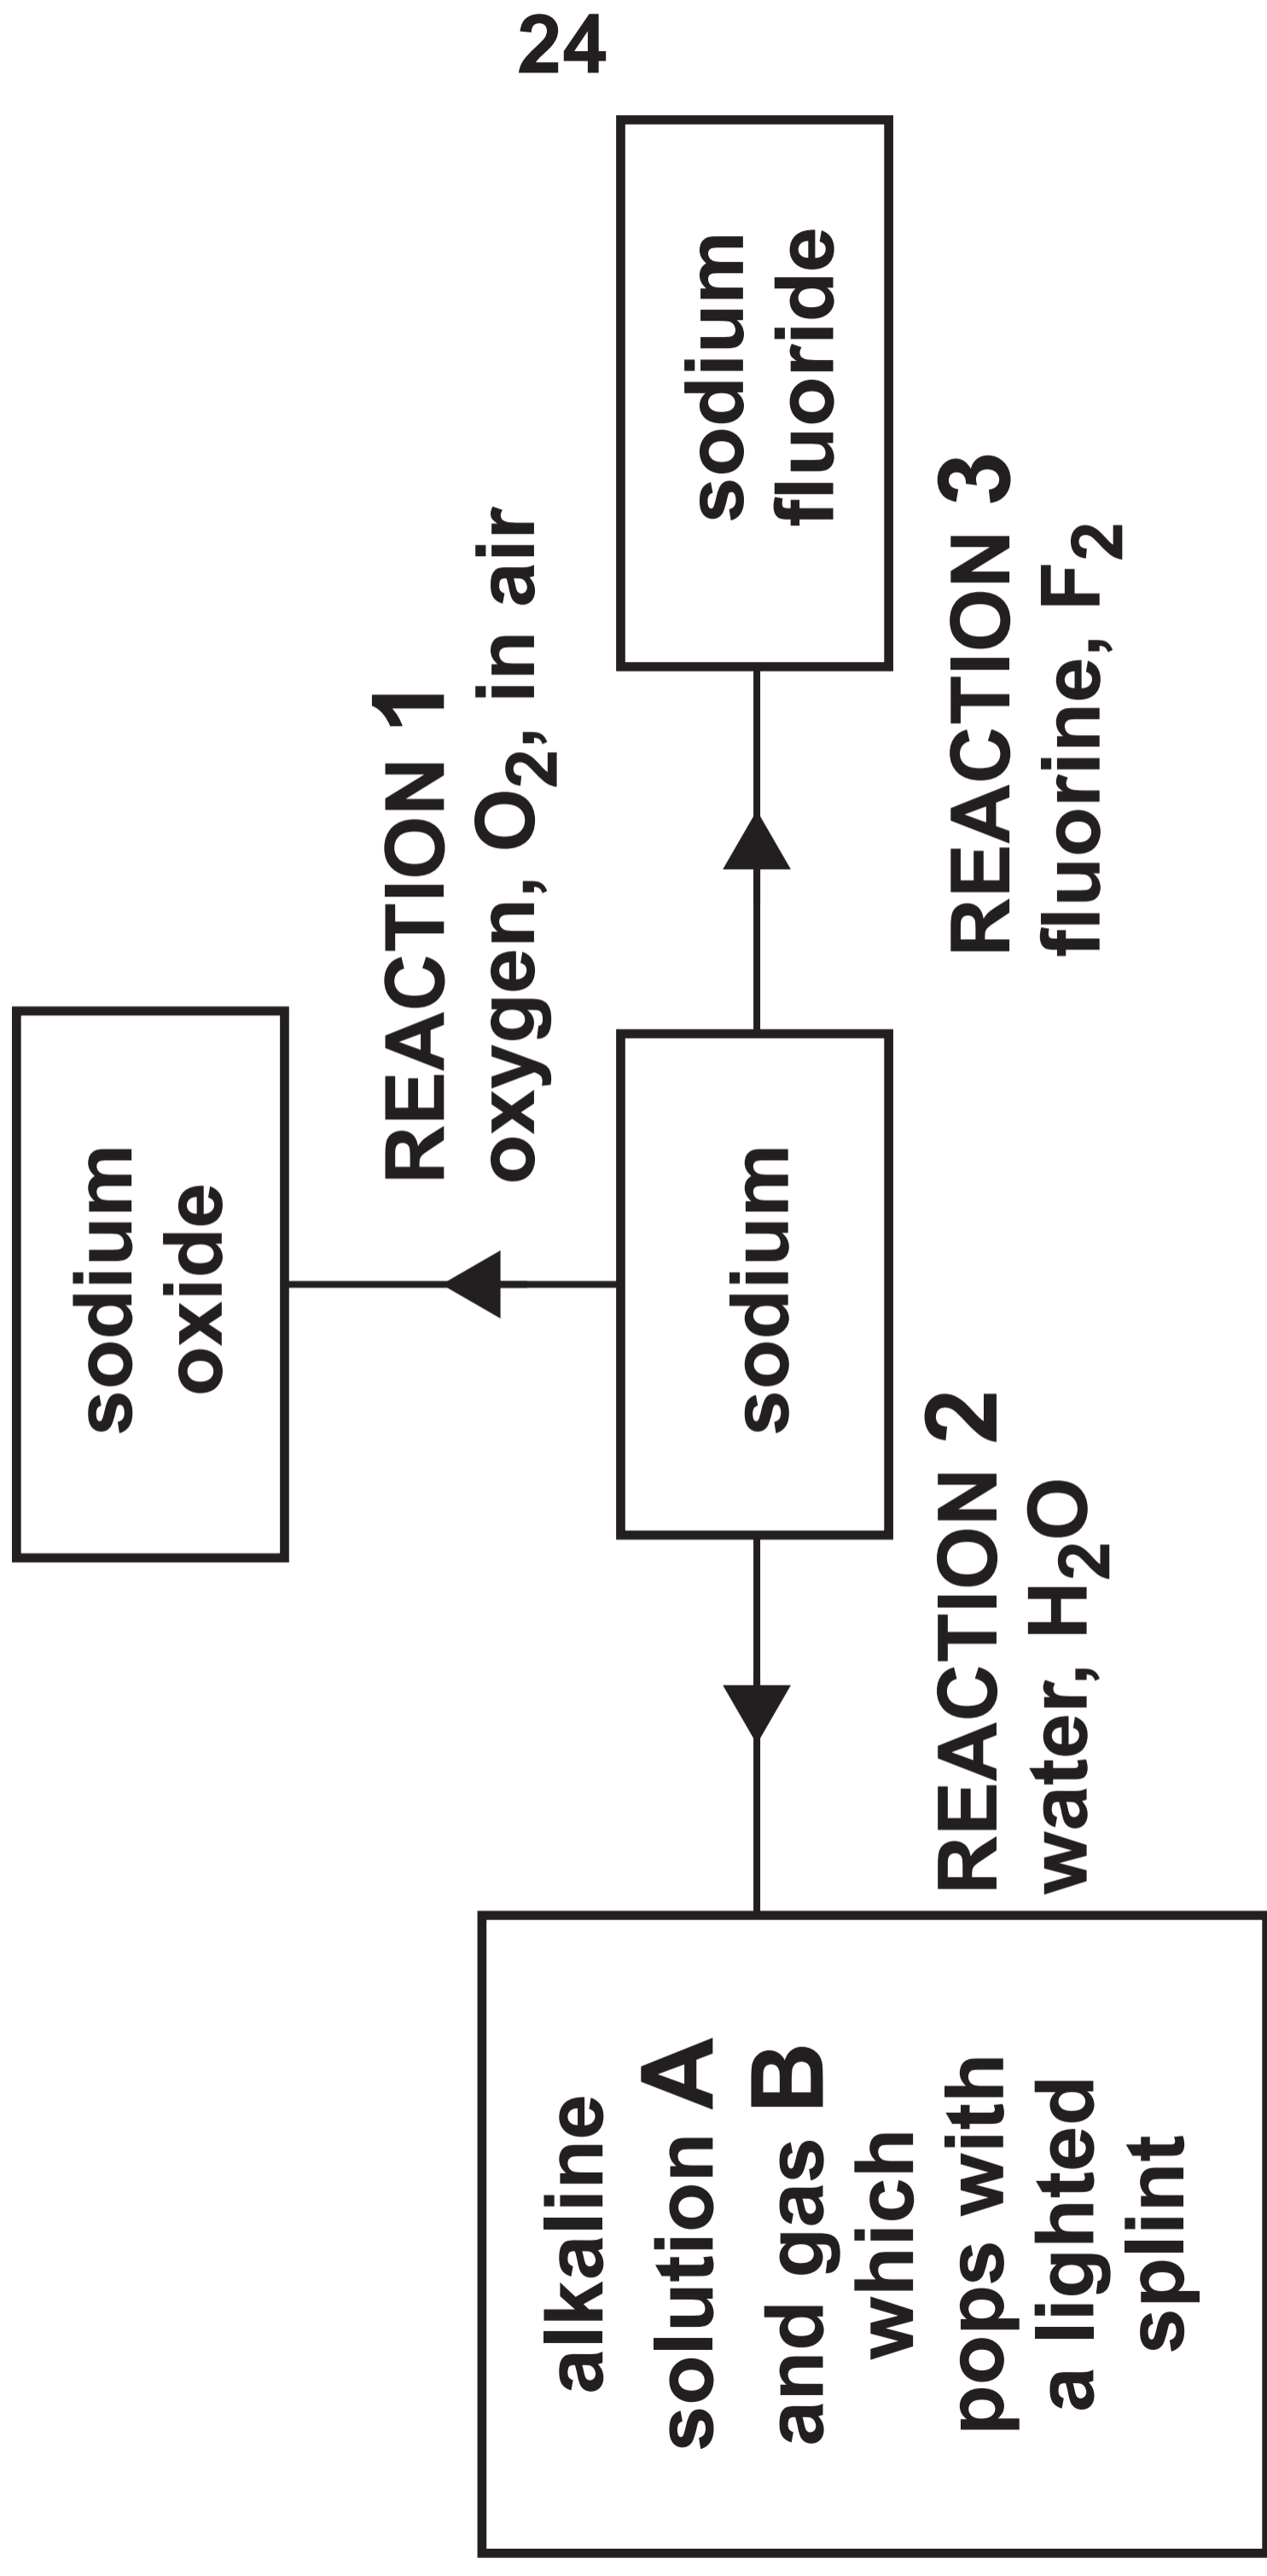 24
sodium
oxide
REACTION 1
oxygen, O2, in air
alkaline
solution A
and gas B
which
pops with
a lighted
splint
sodium
sodium
fluoride
REACTION 2
water, H2O
REACTION 3
fluorine, F2